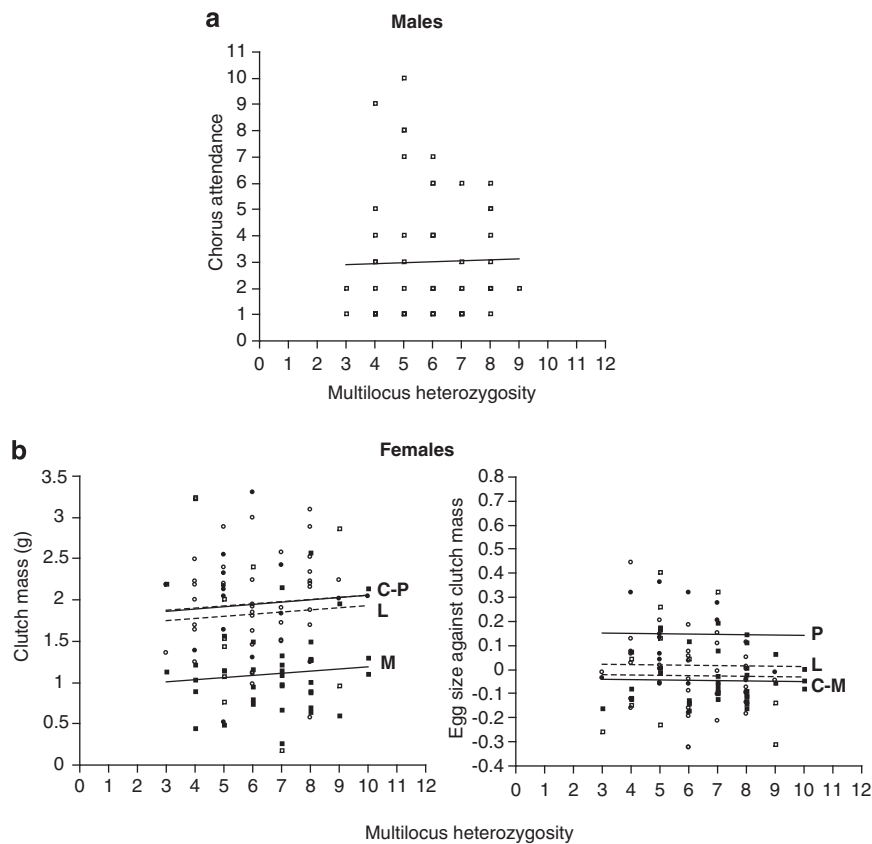 a
Males
11
10
9
8
7
6
5
4
3
2
1
0
Chorus attendance
0 1 2 3 4 5 6 7 8 9 10 11 12
Multilocus heterozygosity
b
Females
3.5
3
2.5
2
1.5
1
0.5
0
Clutch mass (g)
C-P
L
M
0 1 2 3 4 5 6 7 8 9 10 11 12
0.8
0.7
0.6
0.5
0.4
0.3
0.2
0.1
0
-0.1
-0.2
-0.3
-0.4
Egg size against clutch mass
P
L
C-M
0 1 2 3 4 5 6 7 8 9 10 11 12
Multilocus heterozygosity